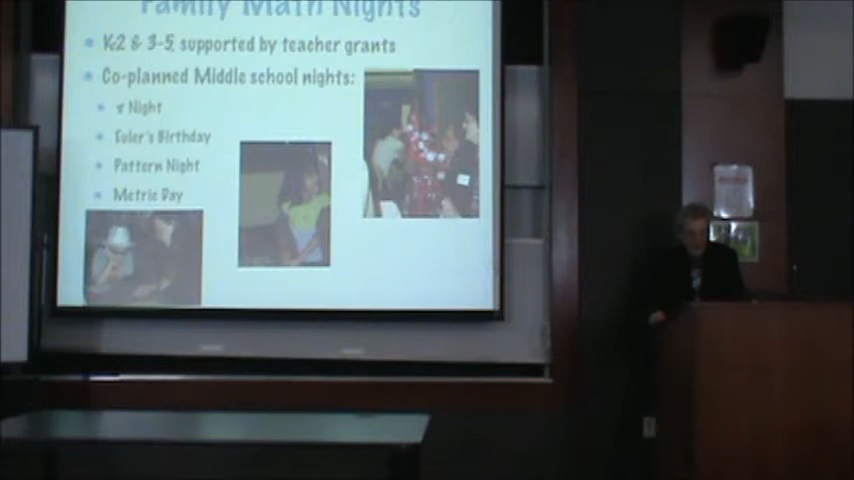 Family Math Nights
K-2 & 3-5, supported by teacher grants
Co-planned Middle school nights:
π Night
Euler's Birthday
Pattern Night
Metric Day